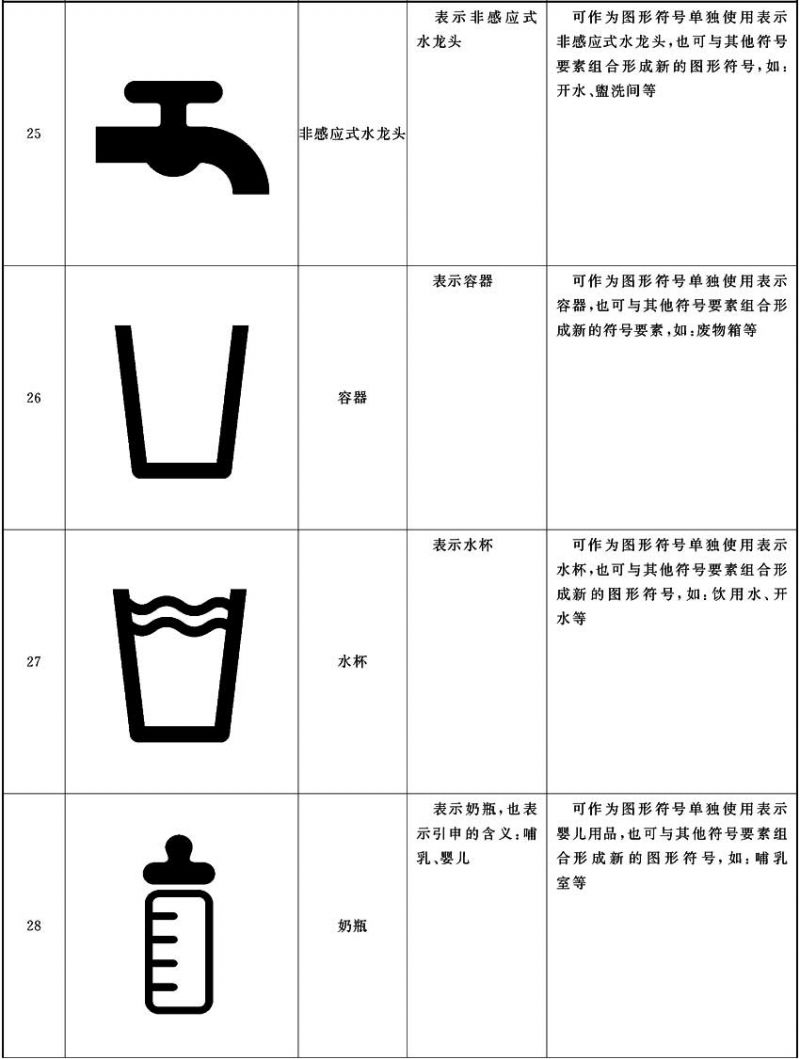 25
非感应式水龙头
表示非感应式
水龙头
可作为图形符号单独使用表示
非感应式水龙头,也可与其他符号
要素组合形成新的图形符号,如:
开水、盥洗间等
26
容器
表示容器
可作为图形符号单独使用表示
容器,也可与其他符号要素组合形
成新的符号要素,如:废物箱等
27
水杯
表示水杯
可作为图形符号单独使用表示
水杯,也可与其他符号要素组合形
成新的图形符号,如:饮用水、开
水等
28
奶瓶
表示奶瓶,也表
示引申的含义:哺
乳、婴儿
可作为图形符号单独使用表示
婴儿用品,也可与其他符号要素组
合形成新的图形符号,如:哺乳
室等